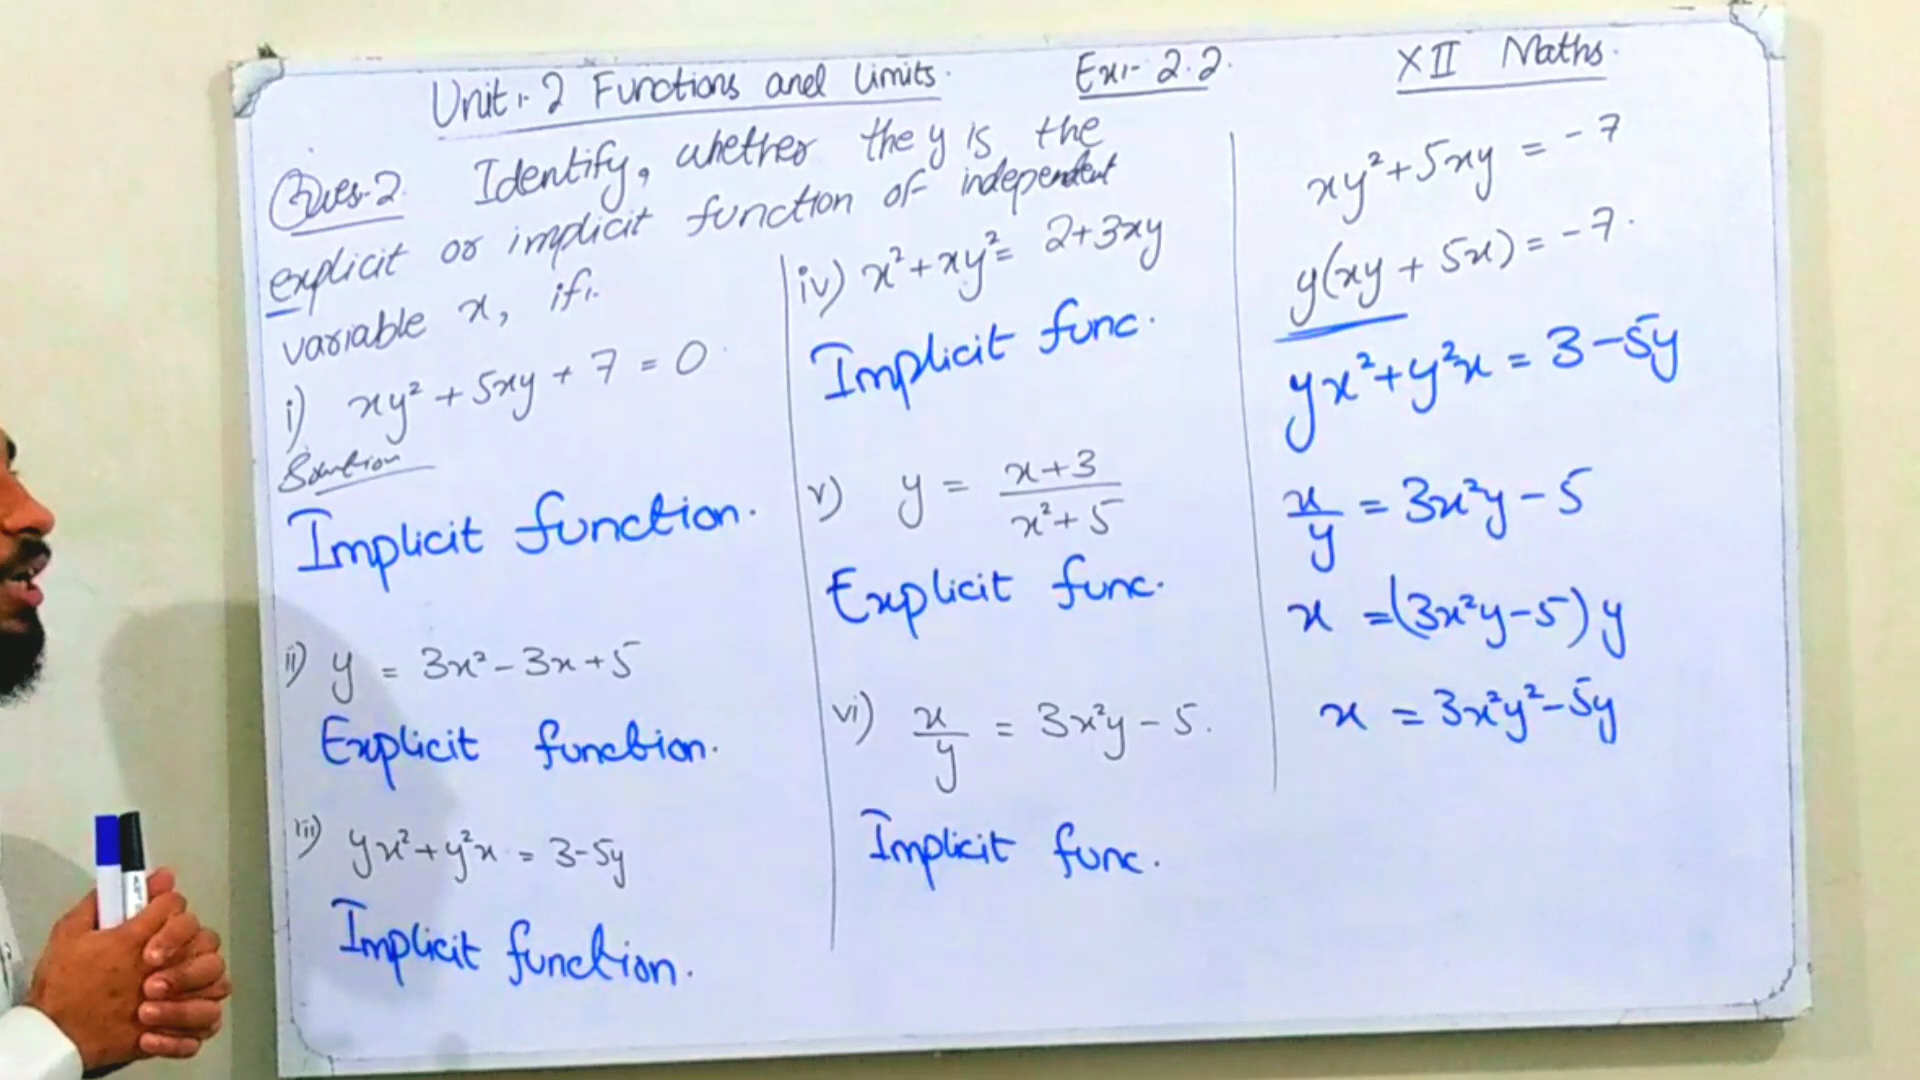 Unit:- 2 Functions and Limits. Ex:- 2.2. XII Maths.
Ques-2. Identify, whether the y is the
explicit or implicit function of independent
variable x, if:-
i) xy² + 5xy + 7 = 0.
Solution
Implicit function.
ii) y = 3x² - 3x + 5
Explicit function.
iii) yx² + y²x = 3 - 5y
Implicit function.
iv) x² + xy² = 2 + 3xy
Implicit func.
v) y = x+3 / x² + 5
Explicit func.
vi) x/y = 3x²y - 5.
Implicit func.
xy² + 5xy = -7
y(xy + 5x) = -7.
yx² + y²x = 3 - 5y
x/y = 3x²y - 5
x = (3x²y - 5) y
x = 3x²y² - 5y